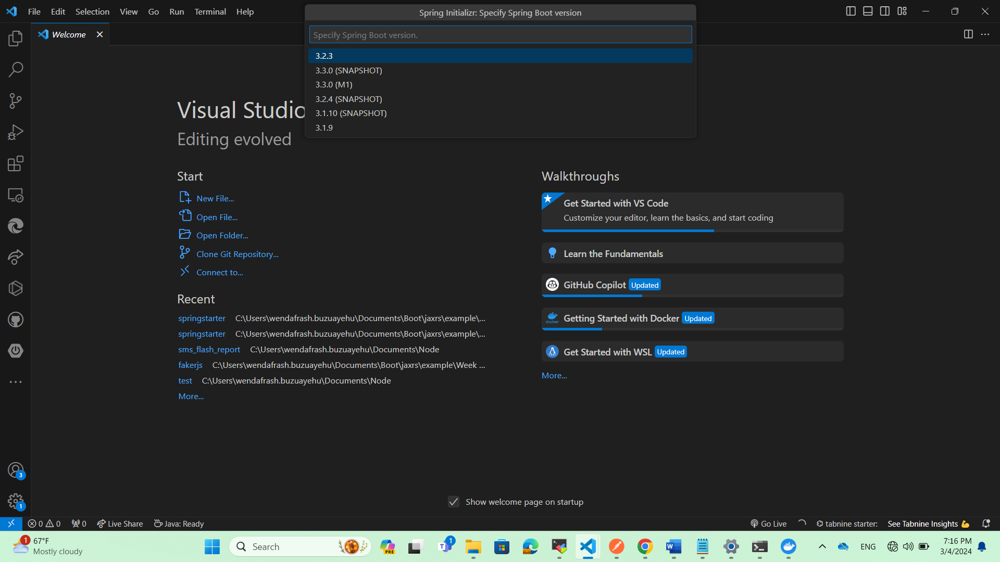 File Edit Selection View Go Run Terminal Help
Spring Initializr: Specify Spring Boot version
Welcome
Specify Spring Boot version.
3.2.3
3.3.0 (SNAPSHOT)
3.3.0 (M1)
3.2.4 (SNAPSHOT)
3.1.10 (SNAPSHOT)
3.1.9
Visual Studio
Editing evolved
Start
New File...
Open File...
Open Folder...
Clone Git Repository...
Connect to...
Recent
springstarter C:\Users\wendafrash.buzuayehu\Documents\Boot\jaxrs\example\...
springstarter C:\Users\wendafrash.buzuayehu\Documents\Boot\jaxrs\example\...
sms_flash_report C:\Users\wendafrash.buzuayehu\Documents\Node
fakerjs C:\Users\wendafrash.buzuayehu\Documents\Boot\jaxrs\example\Week ...
test C:\Users\wendafrash.buzuayehu\Documents\Node
More...
Walkthroughs
Get Started with VS Code
Customize your editor, learn the basics, and start coding
Learn the Fundamentals
GitHub Copilot Updated
docker
Getting Started with Docker Updated
Get Started with WSL Updated
More...
3
1
Show welcome page on startup
0 0 0 Live Share Java: Ready Go Live tabnine starter: See Tabnine Insights 💪
1
67°F
Mostly cloudy
Search
PRE
1
ENG
7:16 PM
3/4/2024